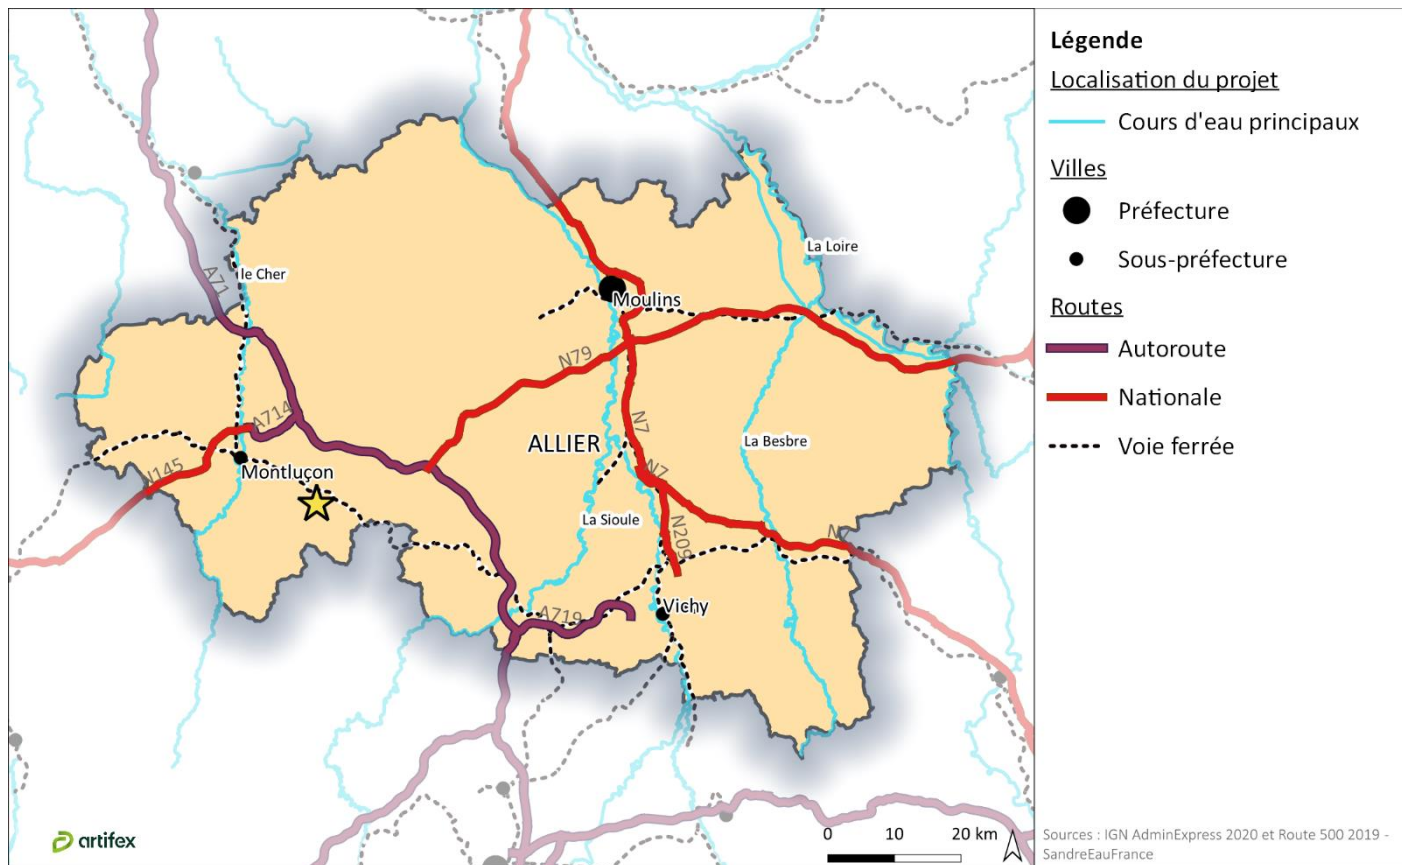 Légende
Localisation du projet
Cours d'eau principaux
Villes
Préfecture
Sous-préfecture
Routes
Autoroute
Nationale
Voie ferrée
La Loire
le Cher
A71
Moulins
N79
A714
N7
ALLIER
La Besbre
Montluçon
N145
N7
La Sioule
N209
Vichy
A719
artifex
0 10 20 km
Sources : IGN AdminExpress 2020 et Route 500 2019 -
SandreEauFrance